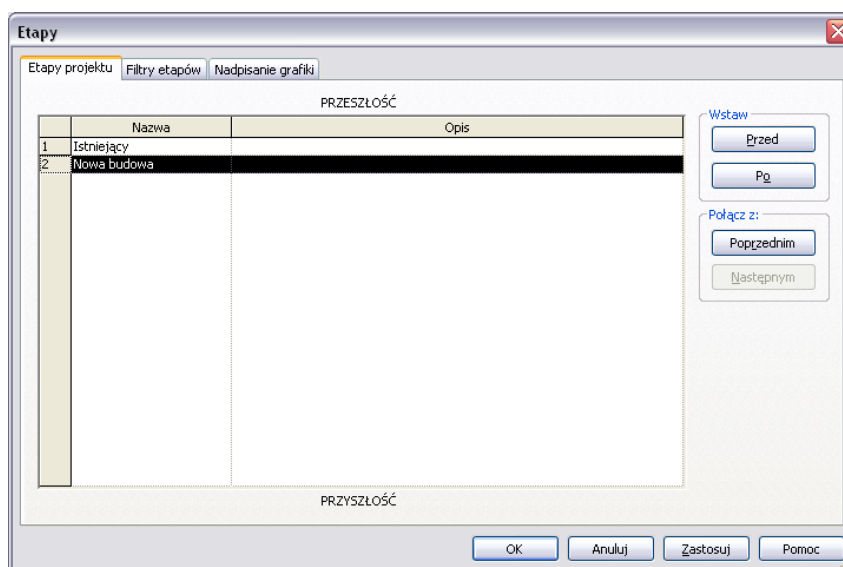 Etapy
Etapy projektu Filtry etapów Nadpisanie grafiki
PRZESZŁOŚĆ
Nazwa Opis
1 Istniejący
2 Nowa budowa
PRZYSZŁOŚĆ
Wstaw
Przed
Po
Połącz z:
Poprzednim
Następnym
OK Anuluj Zastosuj Pomoc